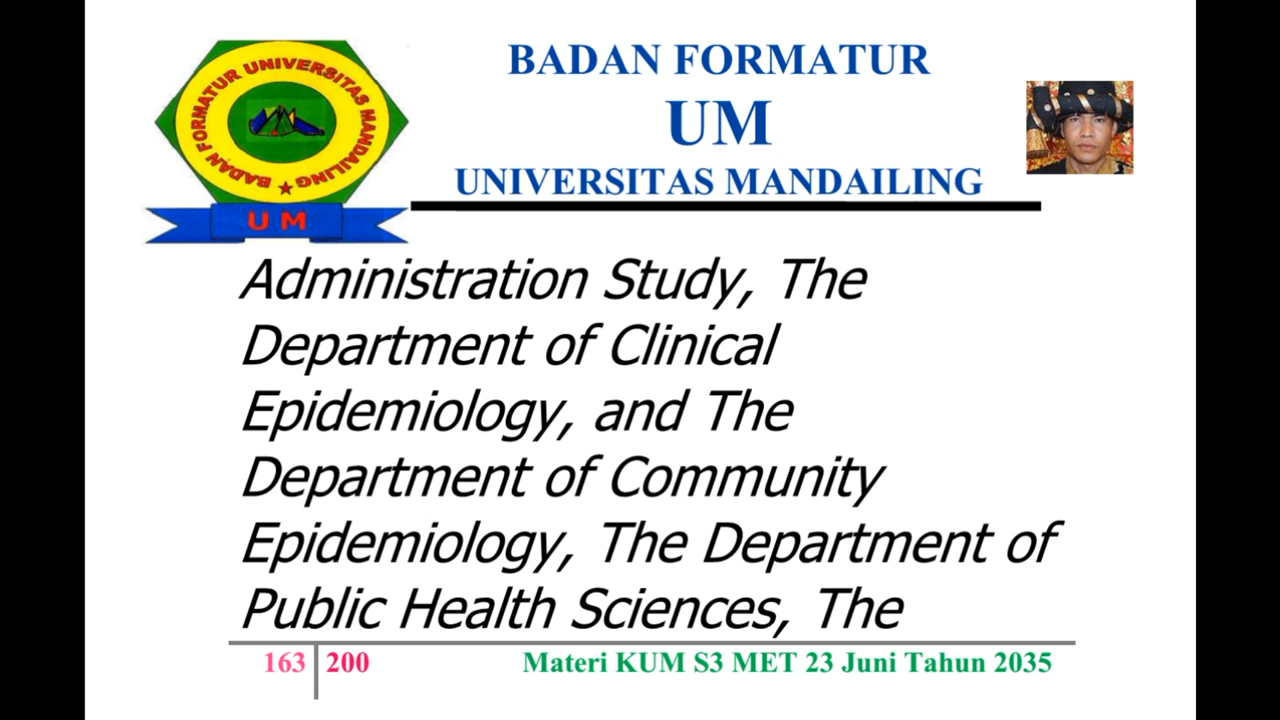 BADAN FORMATUR UNIVERSITAS MANDAILING
UM
BADAN FORMATUR
UM
UNIVERSITAS MANDAILING
Administration Study, The
Department of Clinical
Epidemiology, and The
Department of Community
Epidemiology, The Department of
Public Health Sciences, The
163 200 Materi KUM S3 MET 23 Juni Tahun 2035